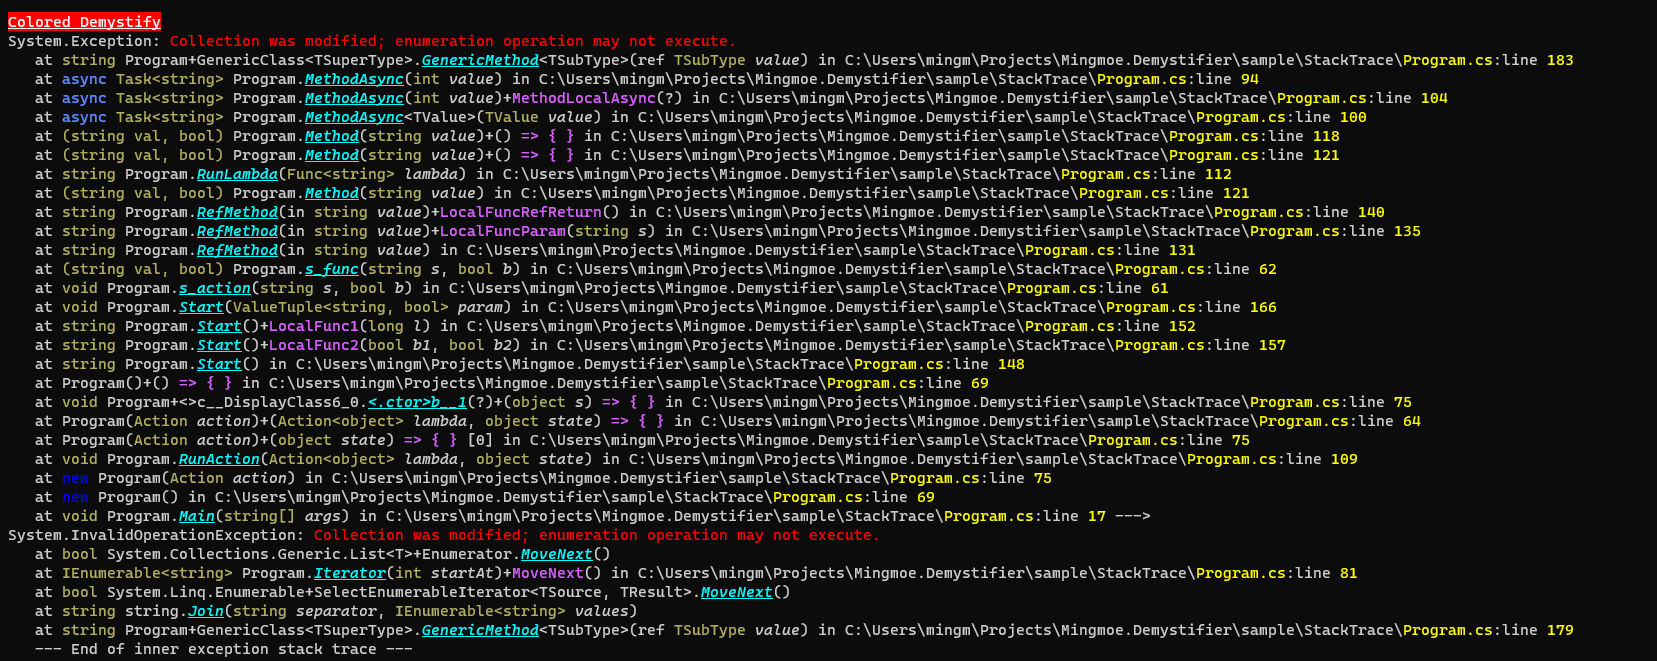 Colored Demystify
System.Exception: Collection was modified; enumeration operation may not execute.
   at string Program+GenericClass<TSuperType>.GenericMethod<TSubType>(ref TSubType value) in C:\Users\mingm\Projects\Mingmoe.Demystifier\sample\StackTrace\Program.cs:line 183
   at async Task<string> Program.MethodAsync(int value) in C:\Users\mingm\Projects\Mingmoe.Demystifier\sample\StackTrace\Program.cs:line 94
   at async Task<string> Program.MethodAsync(int value)+MethodLocalAsync(?) in C:\Users\mingm\Projects\Mingmoe.Demystifier\sample\StackTrace\Program.cs:line 104
   at async Task<string> Program.MethodAsync<TValue>(TValue value) in C:\Users\mingm\Projects\Mingmoe.Demystifier\sample\StackTrace\Program.cs:line 100
   at (string val, bool) Program.Method(string value)+() => { } in C:\Users\mingm\Projects\Mingmoe.Demystifier\sample\StackTrace\Program.cs:line 118
   at (string val, bool) Program.Method(string value)+() => { } in C:\Users\mingm\Projects\Mingmoe.Demystifier\sample\StackTrace\Program.cs:line 121
   at string Program.RunLambda(Func<string> lambda) in C:\Users\mingm\Projects\Mingmoe.Demystifier\sample\StackTrace\Program.cs:line 112
   at (string val, bool) Program.Method(string value) in C:\Users\mingm\Projects\Mingmoe.Demystifier\sample\StackTrace\Program.cs:line 121
   at string Program.RefMethod(in string value)+LocalFuncRefReturn() in C:\Users\mingm\Projects\Mingmoe.Demystifier\sample\StackTrace\Program.cs:line 140
   at string Program.RefMethod(in string value)+LocalFuncParam(string s) in C:\Users\mingm\Projects\Mingmoe.Demystifier\sample\StackTrace\Program.cs:line 135
   at string Program.RefMethod(in string value) in C:\Users\mingm\Projects\Mingmoe.Demystifier\sample\StackTrace\Program.cs:line 131
   at (string val, bool) Program.s_func(string s, bool b) in C:\Users\mingm\Projects\Mingmoe.Demystifier\sample\StackTrace\Program.cs:line 62
   at void Program.s_action(string s, bool b) in C:\Users\mingm\Projects\Mingmoe.Demystifier\sample\StackTrace\Program.cs:line 61
   at void Program.Start(ValueTuple<string, bool> param) in C:\Users\mingm\Projects\Mingmoe.Demystifier\sample\StackTrace\Program.cs:line 166
   at string Program.Start()+LocalFunc1(long l) in C:\Users\mingm\Projects\Mingmoe.Demystifier\sample\StackTrace\Program.cs:line 152
   at string Program.Start()+LocalFunc2(bool b1, bool b2) in C:\Users\mingm\Projects\Mingmoe.Demystifier\sample\StackTrace\Program.cs:line 157
   at string Program.Start() in C:\Users\mingm\Projects\Mingmoe.Demystifier\sample\StackTrace\Program.cs:line 148
   at Program()+() => { } in C:\Users\mingm\Projects\Mingmoe.Demystifier\sample\StackTrace\Program.cs:line 69
   at void Program+<>c__DisplayClass6_0.<.ctor>b__1(?)+(object s) => { } in C:\Users\mingm\Projects\Mingmoe.Demystifier\sample\StackTrace\Program.cs:line 75
   at Program(Action action)+(Action<object> lambda, object state) => { } in C:\Users\mingm\Projects\Mingmoe.Demystifier\sample\StackTrace\Program.cs:line 64
   at Program(Action action)+(object state) => { } [0] in C:\Users\mingm\Projects\Mingmoe.Demystifier\sample\StackTrace\Program.cs:line 75
   at void Program.RunAction(Action<object> lambda, object state) in C:\Users\mingm\Projects\Mingmoe.Demystifier\sample\StackTrace\Program.cs:line 109
   at new Program(Action action) in C:\Users\mingm\Projects\Mingmoe.Demystifier\sample\StackTrace\Program.cs:line 75
   at new Program() in C:\Users\mingm\Projects\Mingmoe.Demystifier\sample\StackTrace\Program.cs:line 69
   at void Program.Main(string[] args) in C:\Users\mingm\Projects\Mingmoe.Demystifier\sample\StackTrace\Program.cs:line 17 --->
System.InvalidOperationException: Collection was modified; enumeration operation may not execute.
   at bool System.Collections.Generic.List<T>+Enumerator.MoveNext()
   at IEnumerable<string> Program.Iterator(int startAt)+MoveNext() in C:\Users\mingm\Projects\Mingmoe.Demystifier\sample\StackTrace\Program.cs:line 81
   at bool System.Linq.Enumerable+SelectEnumerableIterator<TSource, TResult>.MoveNext()
   at string string.Join(string separator, IEnumerable<string> values)
   at string Program+GenericClass<TSuperType>.GenericMethod<TSubType>(ref TSubType value) in C:\Users\mingm\Projects\Mingmoe.Demystifier\sample\StackTrace\Program.cs:line 179
   --- End of inner exception stack trace ---